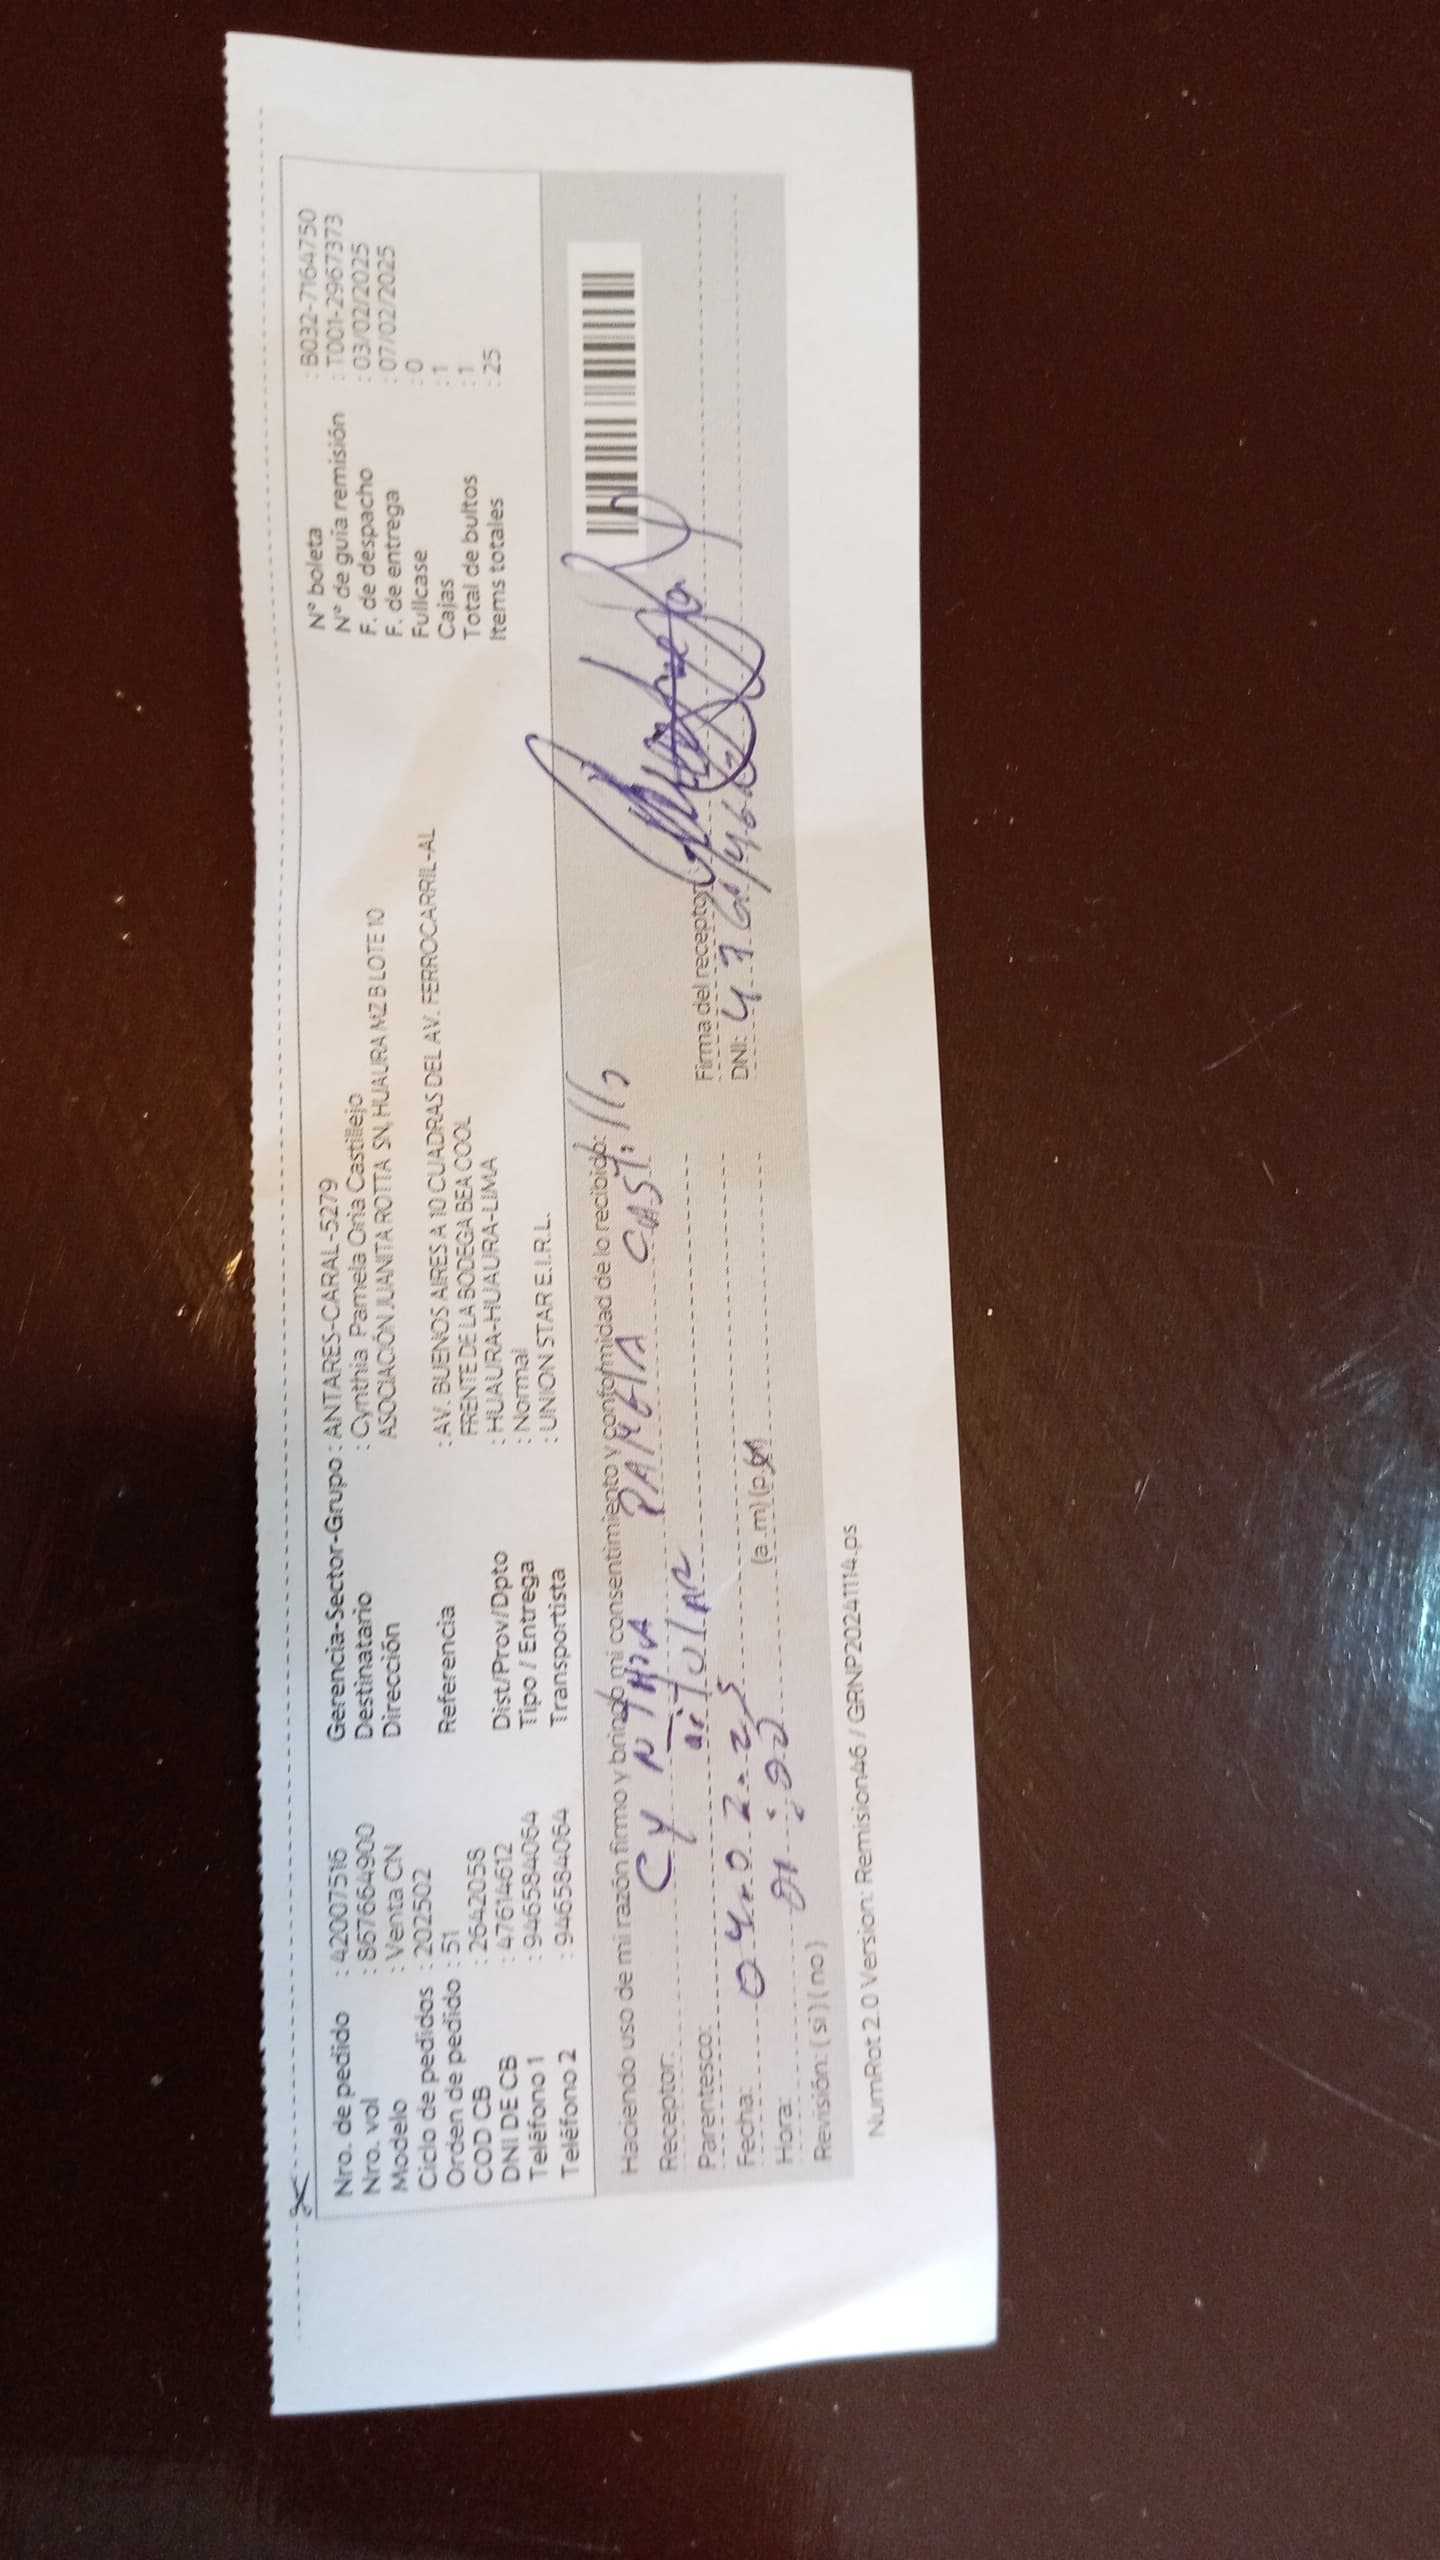 Nro. de pedido : 42007516
Nro. vol : 867664900
Modelo : Venta CN
Ciclo de pedidos : 202502
Orden de pedido : 51
COD CB : 2642058
DNI DE CB : 47614612
Teléfono 1 : 946584064
Teléfono 2 : 946584064
Gerencia-Sector-Grupo : ANTARES-CARAL-5279
Destinatario : Cynthia Pamela Oria Castillejo
Dirección ASOCIACIÓN JUANITA ROTTA SN, HUAURA MZ B LOTE 10
Referencia : AV. BUENOS AIRES A 10 CUADRAS DEL AV. FERROCARRIL-AL
FRENTE DE LA BODEGA BEA COOL
Dist/Prov/Dpto : HUAURA-HUAURA-LIMA
Tipo / Entrega : Normal
Transportista : UNION STAR E.I.R.L.
N° boleta : B032-7164750
N° de guía remisión : T001-2967373
F. de despacho : 03/02/2025
F. de entrega : 07/02/2025
Fullcase : 0
Cajas : 1
Total de bultos : 1
Items totales : 25
Haciendo uso de mi razón firmo y brindo mi consentimiento y conformidad de lo recibido:
Receptor: CYNTHIA PAMELA
Parentesco: TITULAR
Fecha:
Hora: (a .m) (p.m)
Revisión: ( si ) ( no )
Firma del receptor:
DNI:
NumRot 2.0 Version: Remision46 / GRNP20241114.ps